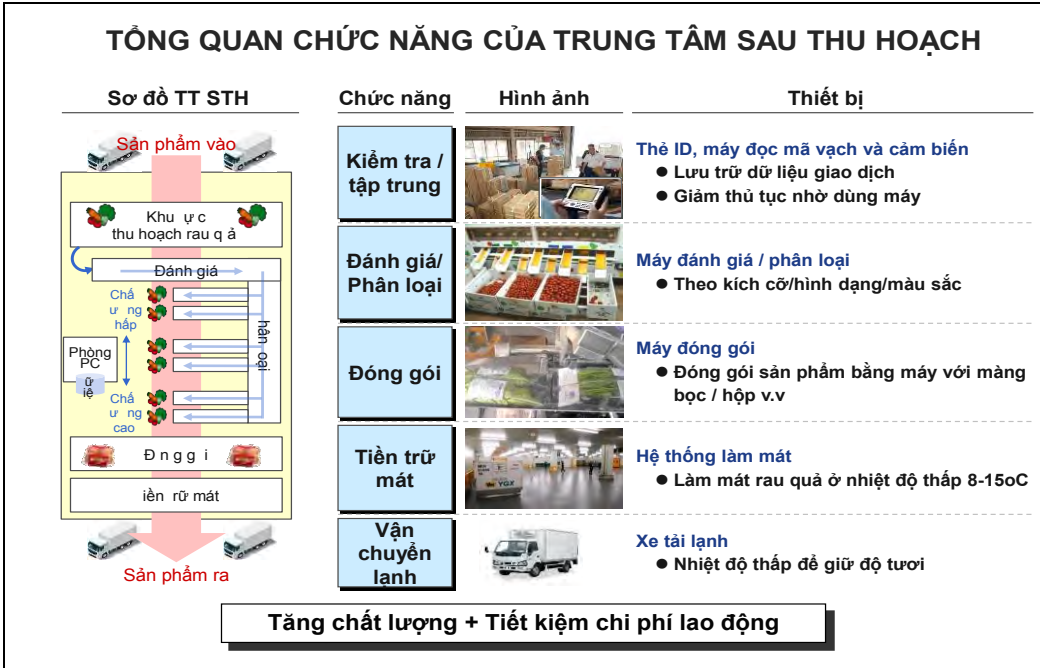 TỔNG QUAN CHỨC NĂNG CỦA TRUNG TÂM SAU THU HOẠCH
Sơ đồ TT STH
Sản phẩm vào
Khu ự c
thu hoạch rau q ả
Đánh giá
Chấ
ư ng
hấp
hân oại
Phòng
PC
ữ
iệ
Chấ
ư ng
cao
Đ n g g i
iền rữ mát
Sản phẩm ra
Chức năng
Hình ảnh
Thiết bị
Kiểm tra /
tập trung
Thẻ ID, máy đọc mã vạch và cảm biến
● Lưu trữ dữ liệu giao dịch
● Giảm thủ tục nhờ dùng máy
Đánh giá/
Phân loại
Máy đánh giá / phân loại
● Theo kích cỡ/hình dạng/màu sắc
Đóng gói
Máy đóng gói
● Đóng gói sản phẩm bằng máy với màng
bọc / hộp v.v
Tiền trữ
mát
YGX
Hệ thống làm mát
● Làm mát rau quả ở nhiệt độ thấp 8-15oC
Vận
chuyển
lạnh
Xe tải lạnh
● Nhiệt độ thấp để giữ độ tươi
Tăng chất lượng + Tiết kiệm chi phí lao động